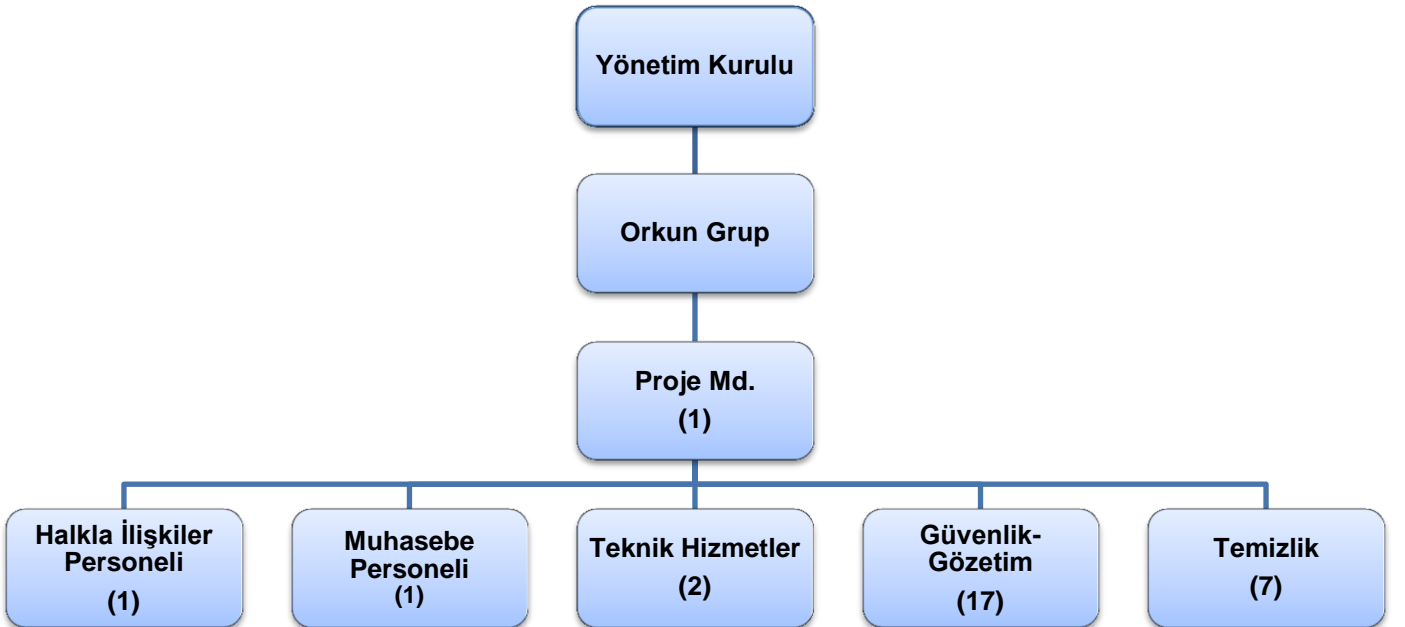 Yönetim Kurulu
Orkun Grup
Proje Md.
(1)
Halkla İlişkiler
Personeli
(1)
Muhasebe
Personeli
(1)
Teknik Hizmetler
(2)
Güvenlik-
Gözetim
(17)
Temizlik
(7)